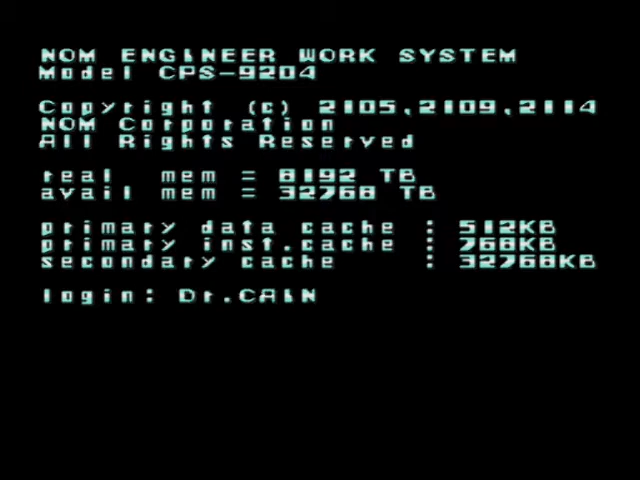 NOM ENGINEER WORK SYSTEM
Model CPS-9204
Copyright (c) 2105,2109,2114
NOM Corporation
All Rights Reserved
real mem = 8192 TB
avail mem = 32768 TB
primary data cache : 512KB
primary inst.cache : 768KB
secondary cache : 32768KB
login: Dr.CAIN